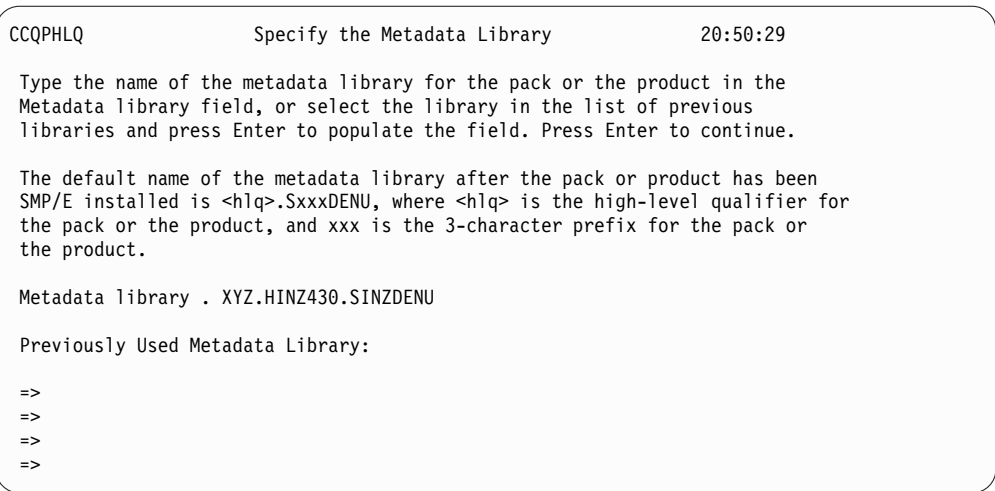 CCQPHLQ Specify the Metadata Library 20:50:29
Type the name of the metadata library for the pack or the product in the
Metadata library field, or select the library in the list of previous
libraries and press Enter to populate the field. Press Enter to continue.
The default name of the metadata library after the pack or product has been
SMP/E installed is <hlq>.SxxxDENU, where <hlq> is the high-level qualifier for
the pack or the product, and xxx is the 3-character prefix for the pack or
the product.
Metadata library . XYZ.HINZ430.SINZDENU
Previously Used Metadata Library:
=>
=>
=>
=>